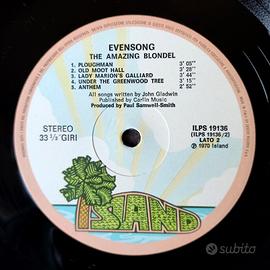 EVENSONG
THE AMAZING BLONDEL
1. PLOUGHMAN 3' 05"
2. OLD MOOT HALL 3' 28"
3. LADY MARION'S GALLIARD 3' 44"
4. UNDER THE GREENWOOD TREE 3' 15"
5. ANTHEM 2' 52"
All songs written by John Gladwin
Published by Carlin Music
Produced by Paul Samwell-Smith
STEREO
33 1/3 GIRI
ILPS 19136
(ILPS 19136/2)
LATO 2
℗ 1970 Island
ISLAND
subito